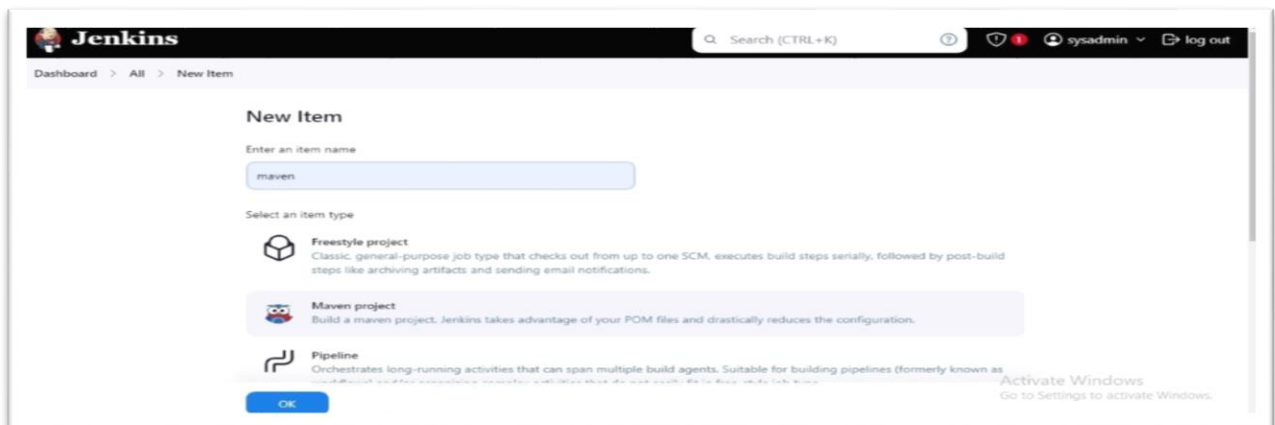 Jenkins
Search (CTRL+K)
1
sysadmin
log out
Dashboard > All > New Item
New Item
Enter an item name
maven
Select an item type
Freestyle project
Classic, general-purpose job type that checks out from up to one SCM, executes build steps serially, followed by post-build
steps like archiving artifacts and sending email notifications.
Maven project
Build a maven project. Jenkins takes advantage of your POM files and drastically reduces the configuration.
Pipeline
Orchestrates long-running activities that can span multiple build agents. Suitable for building pipelines (formerly known as
OK
Activate Windows
Go to Settings to activate Windows.